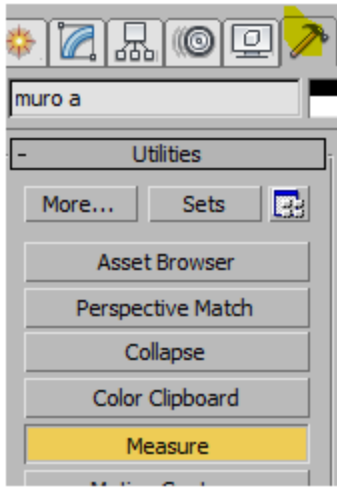 muro a
- Utilities
More... Sets
Asset Browser
Perspective Match
Collapse
Color Clipboard
Measure